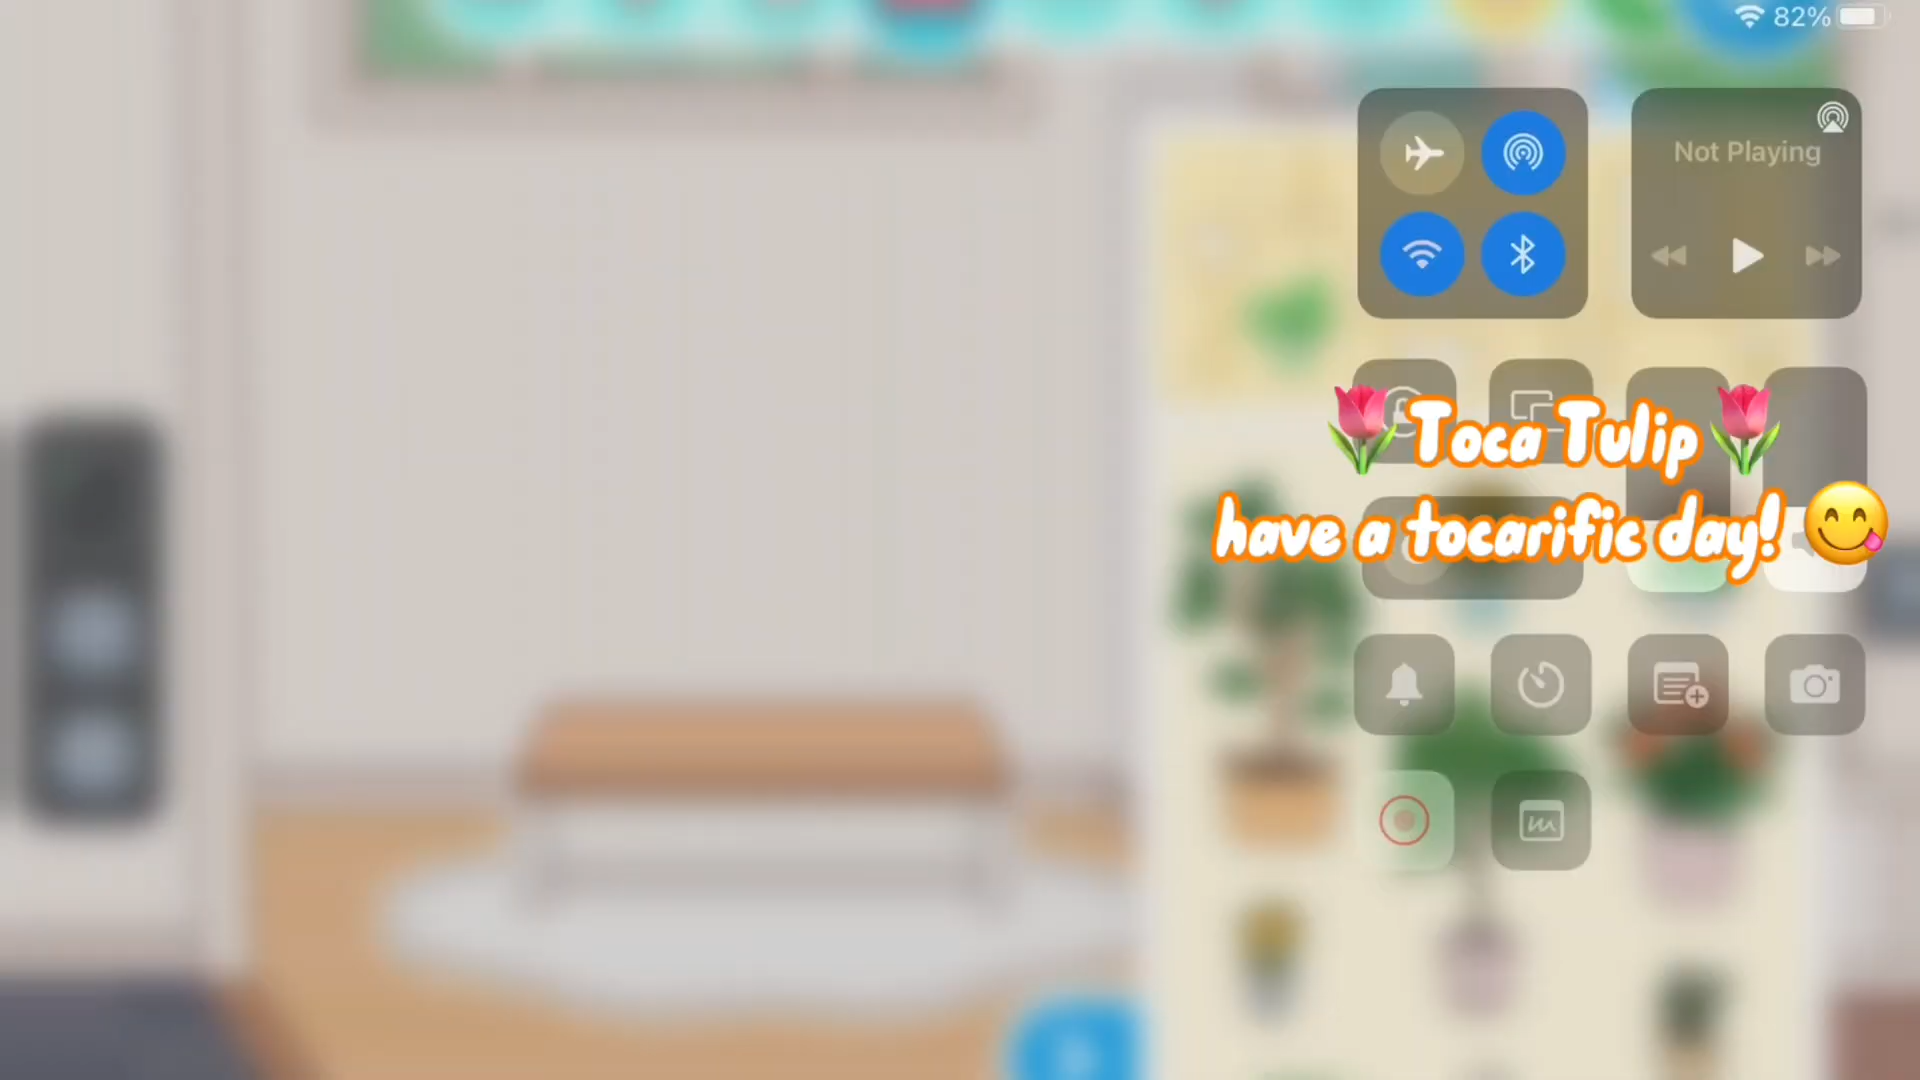 82%
Not Playing
🌷Toca Tulip🌷
have a tocarific day! 😋